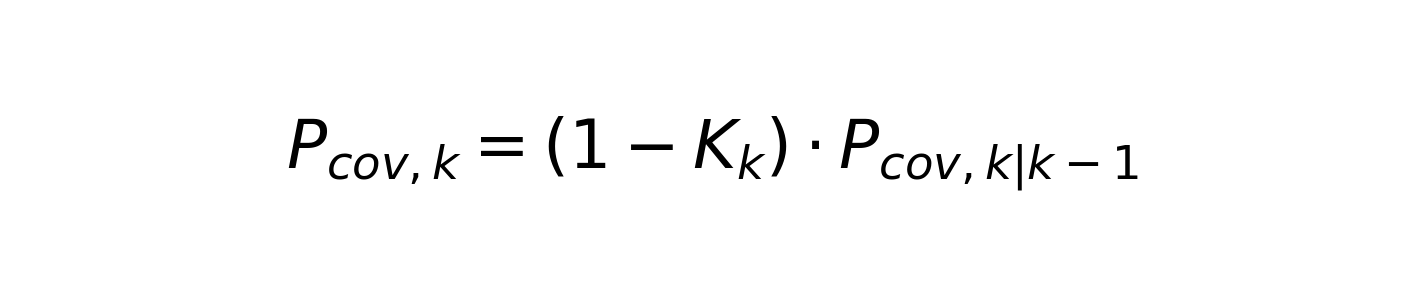 P_{cov,k} = (1 − K_k) · P_{cov,k|k−1}